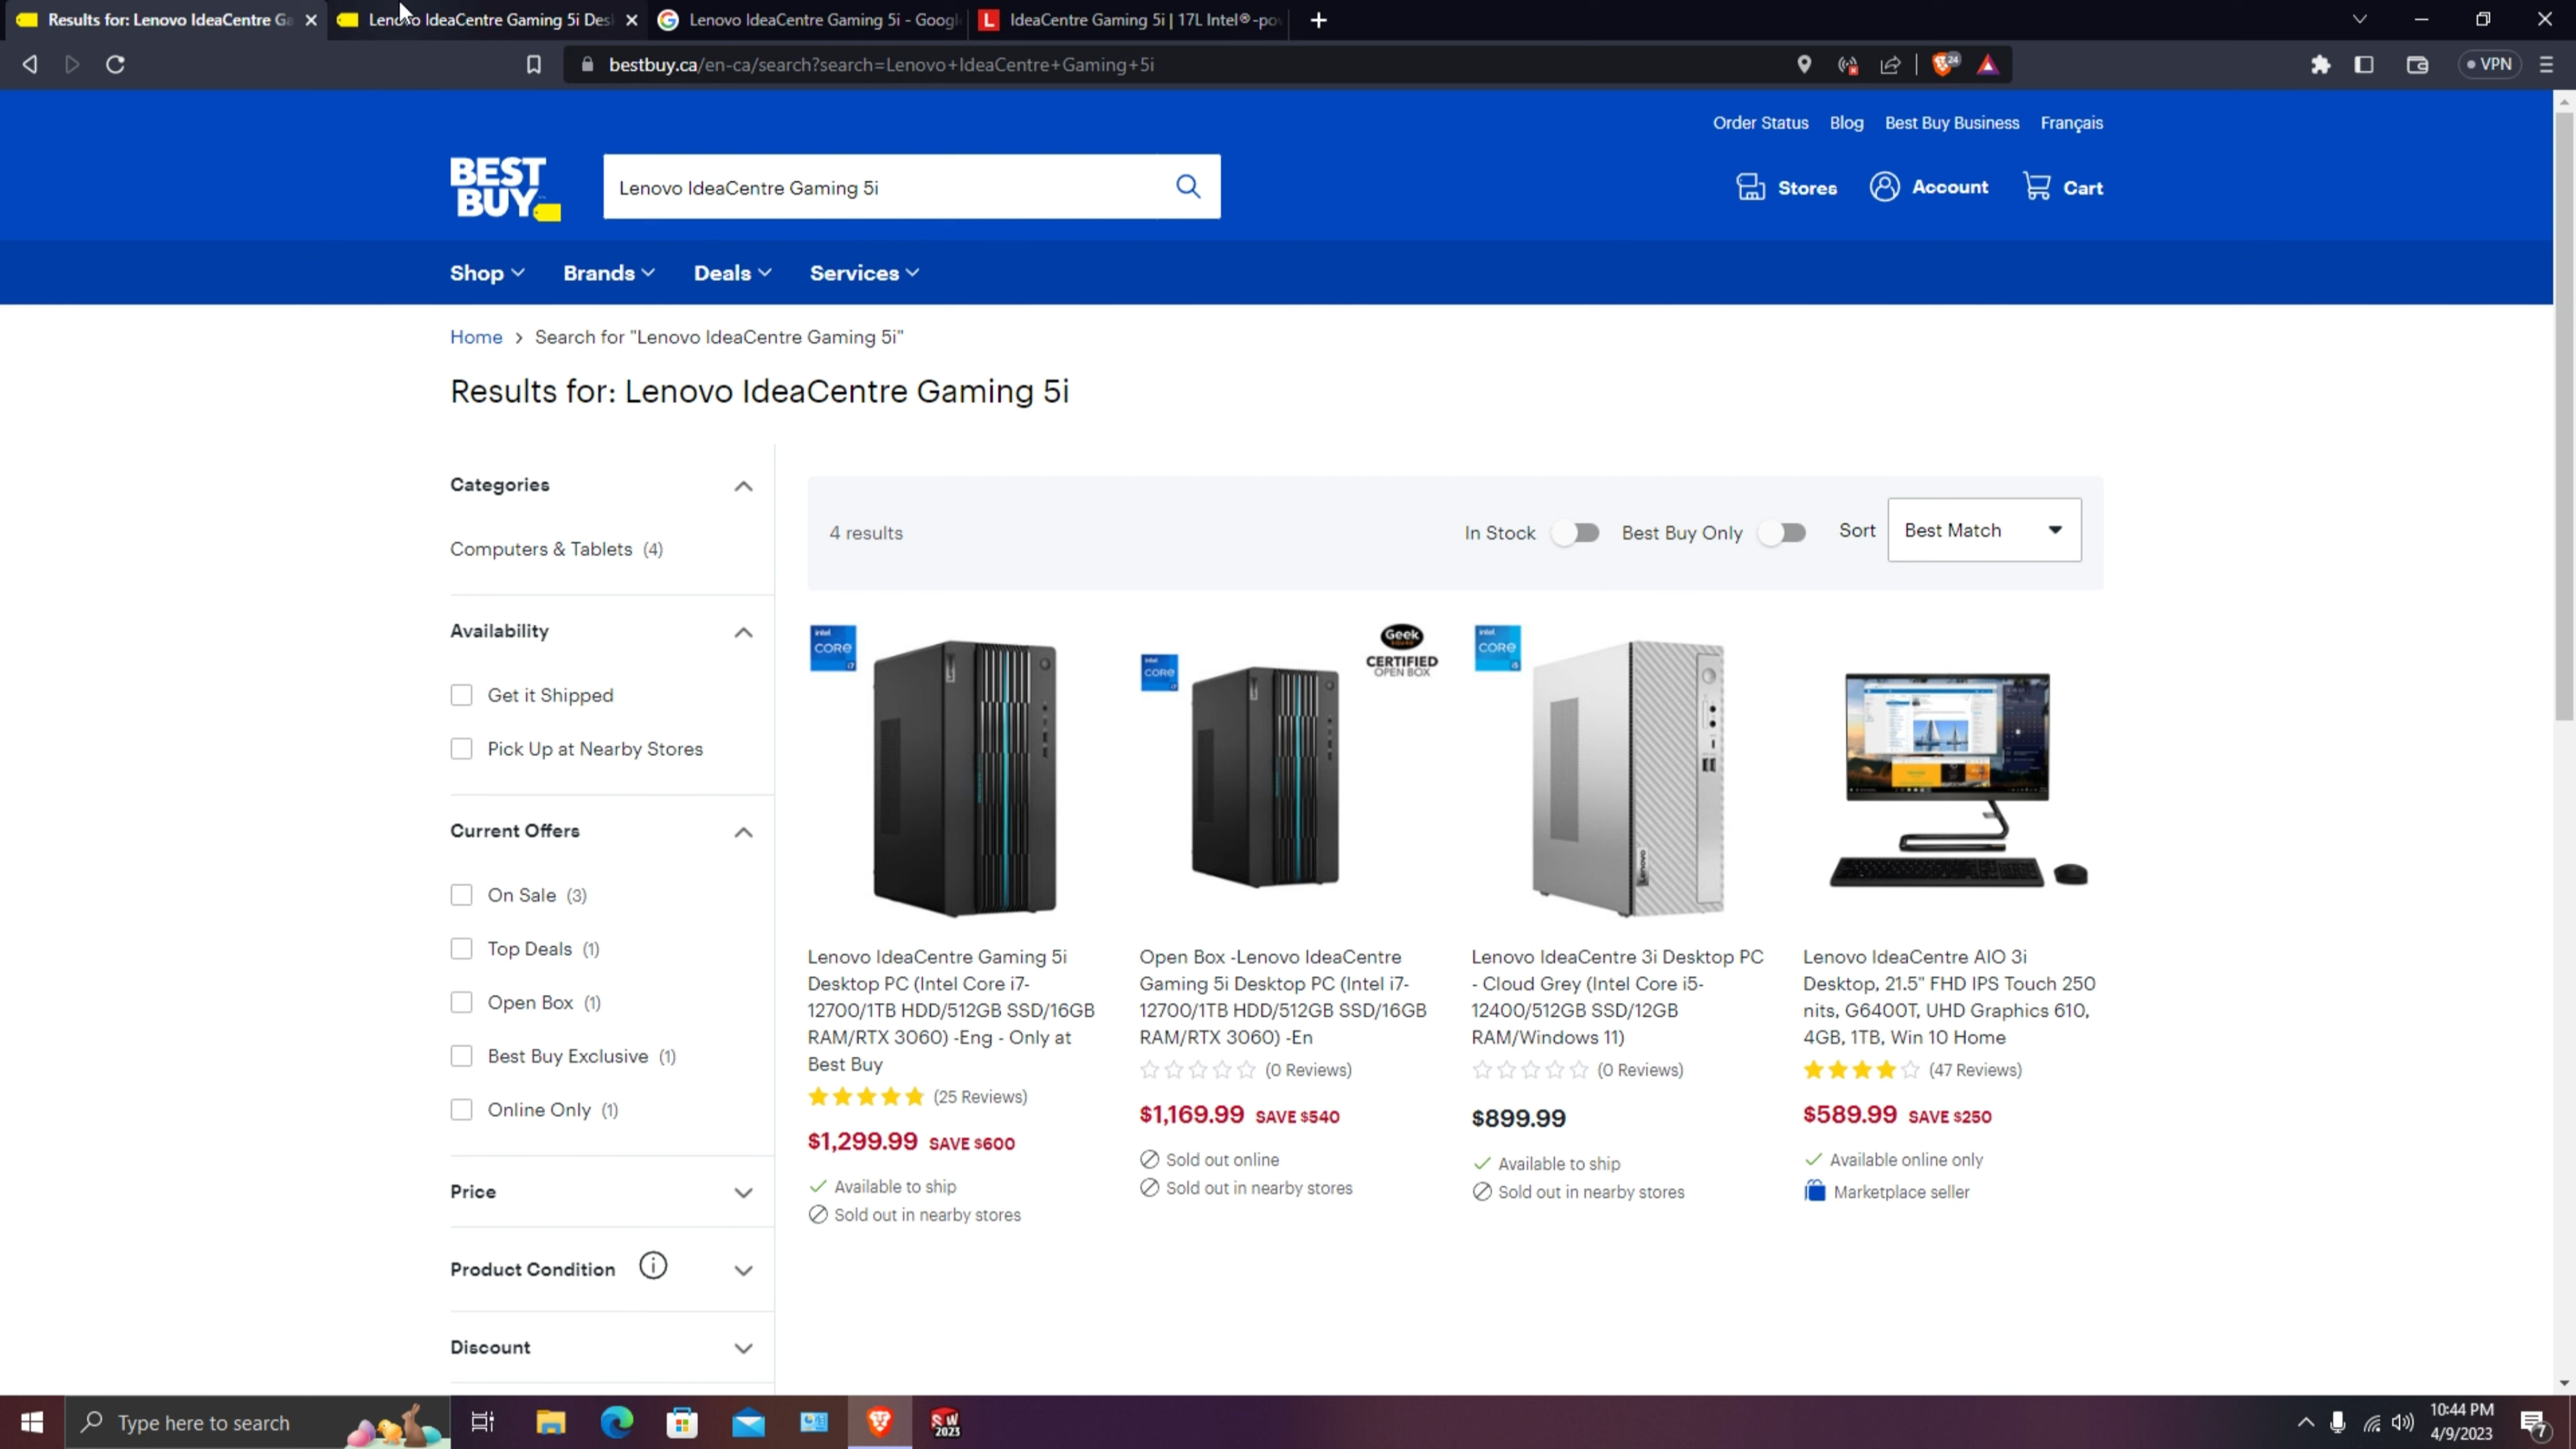 Results for: Lenovo IdeaCentre Ga
Lenovo IdeaCentre Gaming 5i Des
Lenovo IdeaCentre Gaming 5i - Googl
IdeaCentre Gaming 5i | 17L Intel®-po
bestbuy.ca/en-ca/search?search=Lenovo+IdeaCentre+Gaming+5i
24
VPN
Order Status Blog Best Buy Business Français
BEST BUY
Lenovo IdeaCentre Gaming 5i
Stores Account Cart
Shop Brands Deals Services
Home > Search for "Lenovo IdeaCentre Gaming 5i"
Results for: Lenovo IdeaCentre Gaming 5i
Categories
Computers & Tablets (4)
Availability
Get it Shipped
Pick Up at Nearby Stores
Current Offers
On Sale (3)
Top Deals (1)
Open Box (1)
Best Buy Exclusive (1)
Online Only (1)
Price
Product Condition
Discount
4 results
In Stock Best Buy Only Sort Best Match
intel CORE i7
Lenovo IdeaCentre Gaming 5i
Desktop PC (Intel Core i7-
12700/1TB HDD/512GB SSD/16GB
RAM/RTX 3060) -Eng - Only at
Best Buy
(25 Reviews)
$1,299.99 SAVE $600
Available to ship
Sold out in nearby stores
intel CORE i7
Geek SQUAD
CERTIFIED
OPEN BOX
Open Box -Lenovo IdeaCentre
Gaming 5i Desktop PC (Intel i7-
12700/1TB HDD/512GB SSD/16GB
RAM/RTX 3060) -En
(0 Reviews)
$1,169.99 SAVE $540
Sold out online
Sold out in nearby stores
intel CORE i5
Lenovo
Lenovo IdeaCentre 3i Desktop PC
- Cloud Grey (Intel Core i5-
12400/512GB SSD/12GB
RAM/Windows 11)
(0 Reviews)
$899.99
Available to ship
Sold out in nearby stores
Lenovo IdeaCentre AIO 3i
Desktop, 21.5" FHD IPS Touch 250
nits, G6400T, UHD Graphics 610,
4GB, 1TB, Win 10 Home
(47 Reviews)
$589.99 SAVE $250
Available online only
Marketplace seller
Type here to search
SW 2023
10:44 PM
4/9/2023
7